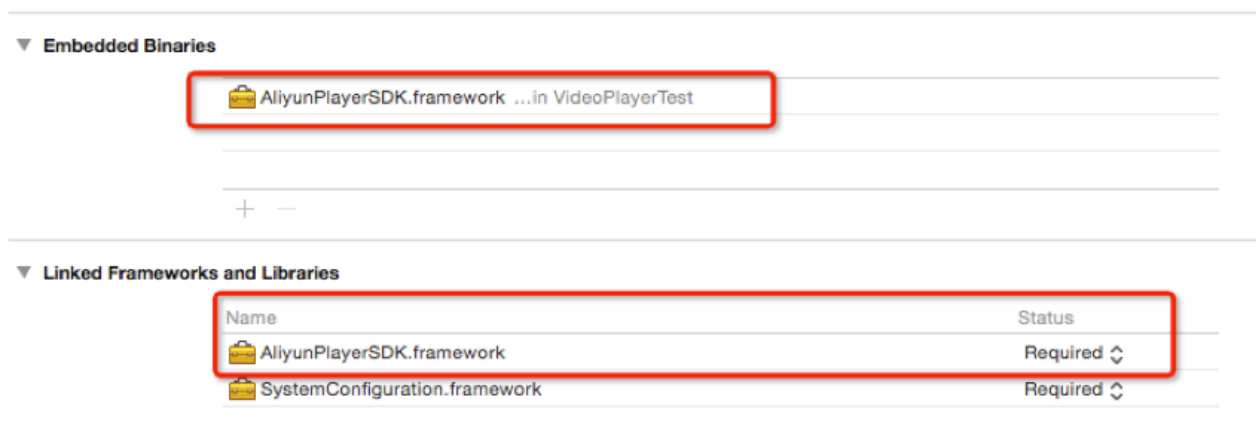 Embedded Binaries
AliyunPlayerSDK.framework ...in VideoPlayerTest
Linked Frameworks and Libraries
Name Status
AliyunPlayerSDK.framework Required
SystemConfiguration.framework Required